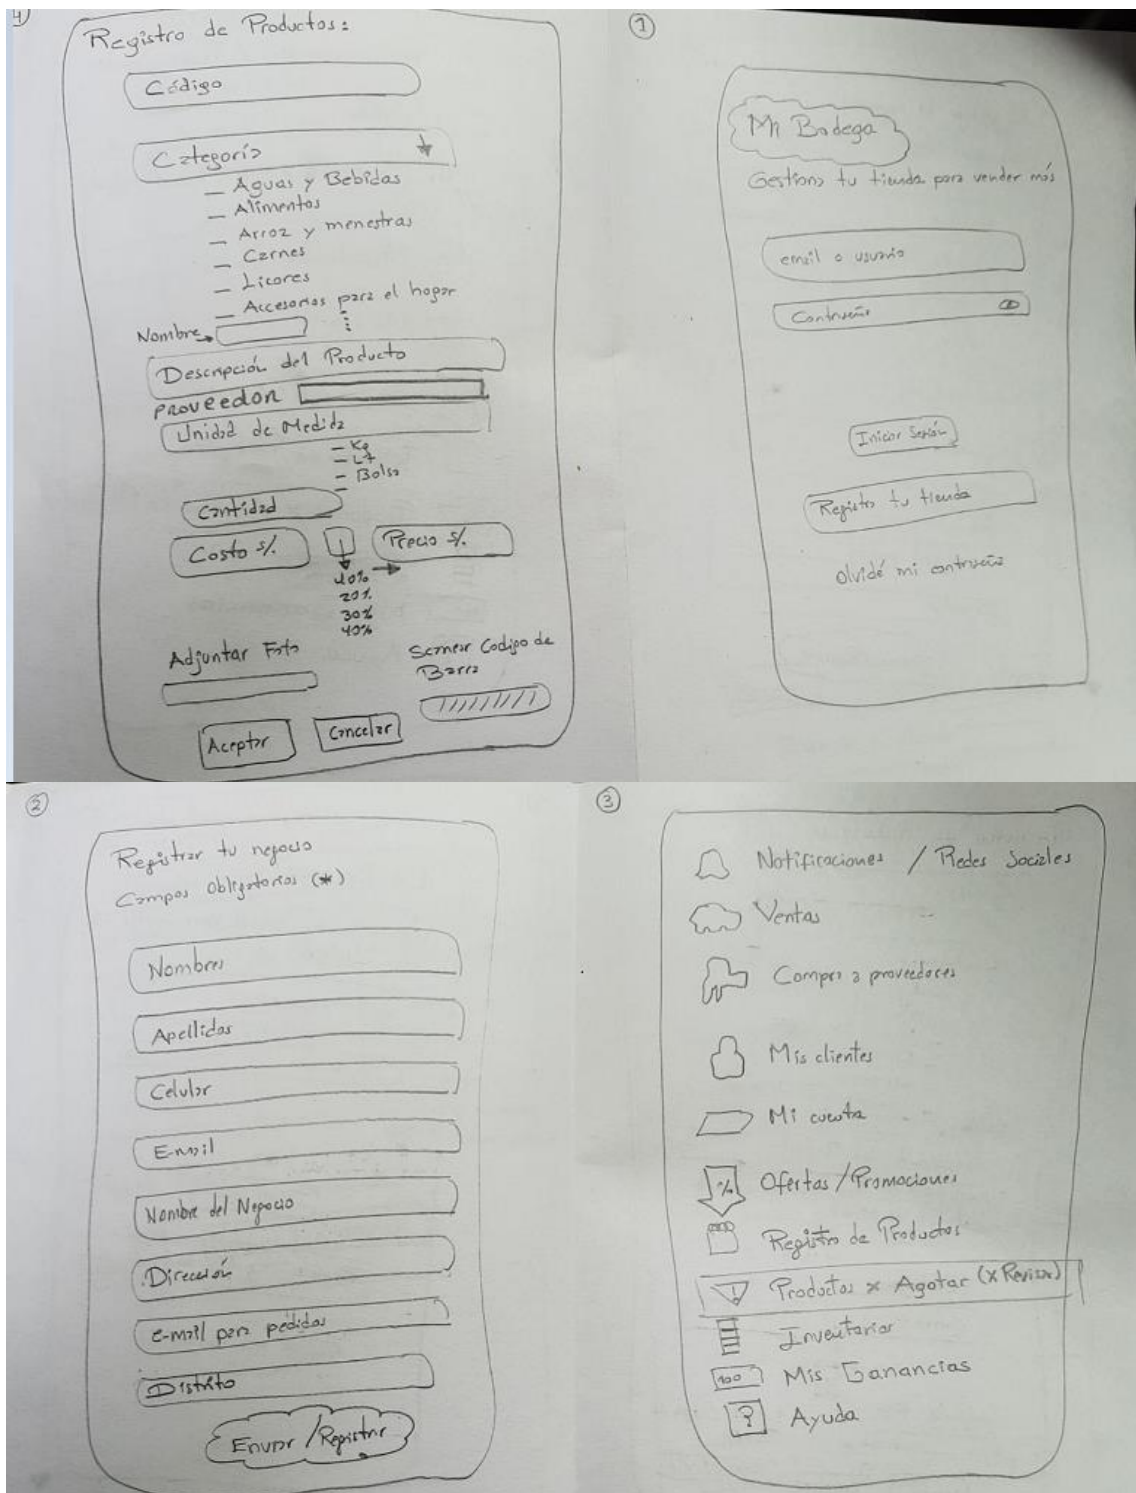 4)
Registro de Productos:
Código
Categoría
— Aguas y Bebidas
— Alimentos
— Arroz y menestras
— Carnes
— Licores
— Accesorios para el hogar
Nombre
Descripción del Producto
PROVEEDOR
Unidad de Medida
— Kg
— Lt
— Bolsa
Cantidad
Costo S/.
Precio S/.
10%
20%
30%
40%
Adjuntar Foto
Scanear Codigo de
Barra
Aceptar
Cancelar
1
Mi Bodega
Gestiona tu tienda para vender más
email o usuario
Contraseña
Iniciar Sesión
Registra tu tienda
Olvidé mi contraseña
2
Registrar tu negocio
Campos obligatorios (*)
Nombres
Apellidos
Celular
E-mail
Nombre del Negocio
Dirección
e-mail para pedidos
Distrito
Enviar / Registrar
3
Notificaciones / Redes Sociales
Ventas
Compra a proveedores
Mis clientes
Mi cuenta
% Ofertas / Promociones
Registro de Productos
! Productos x Agotar (x Revisar)
Inventarios
100 Mis Ganancias
? Ayuda